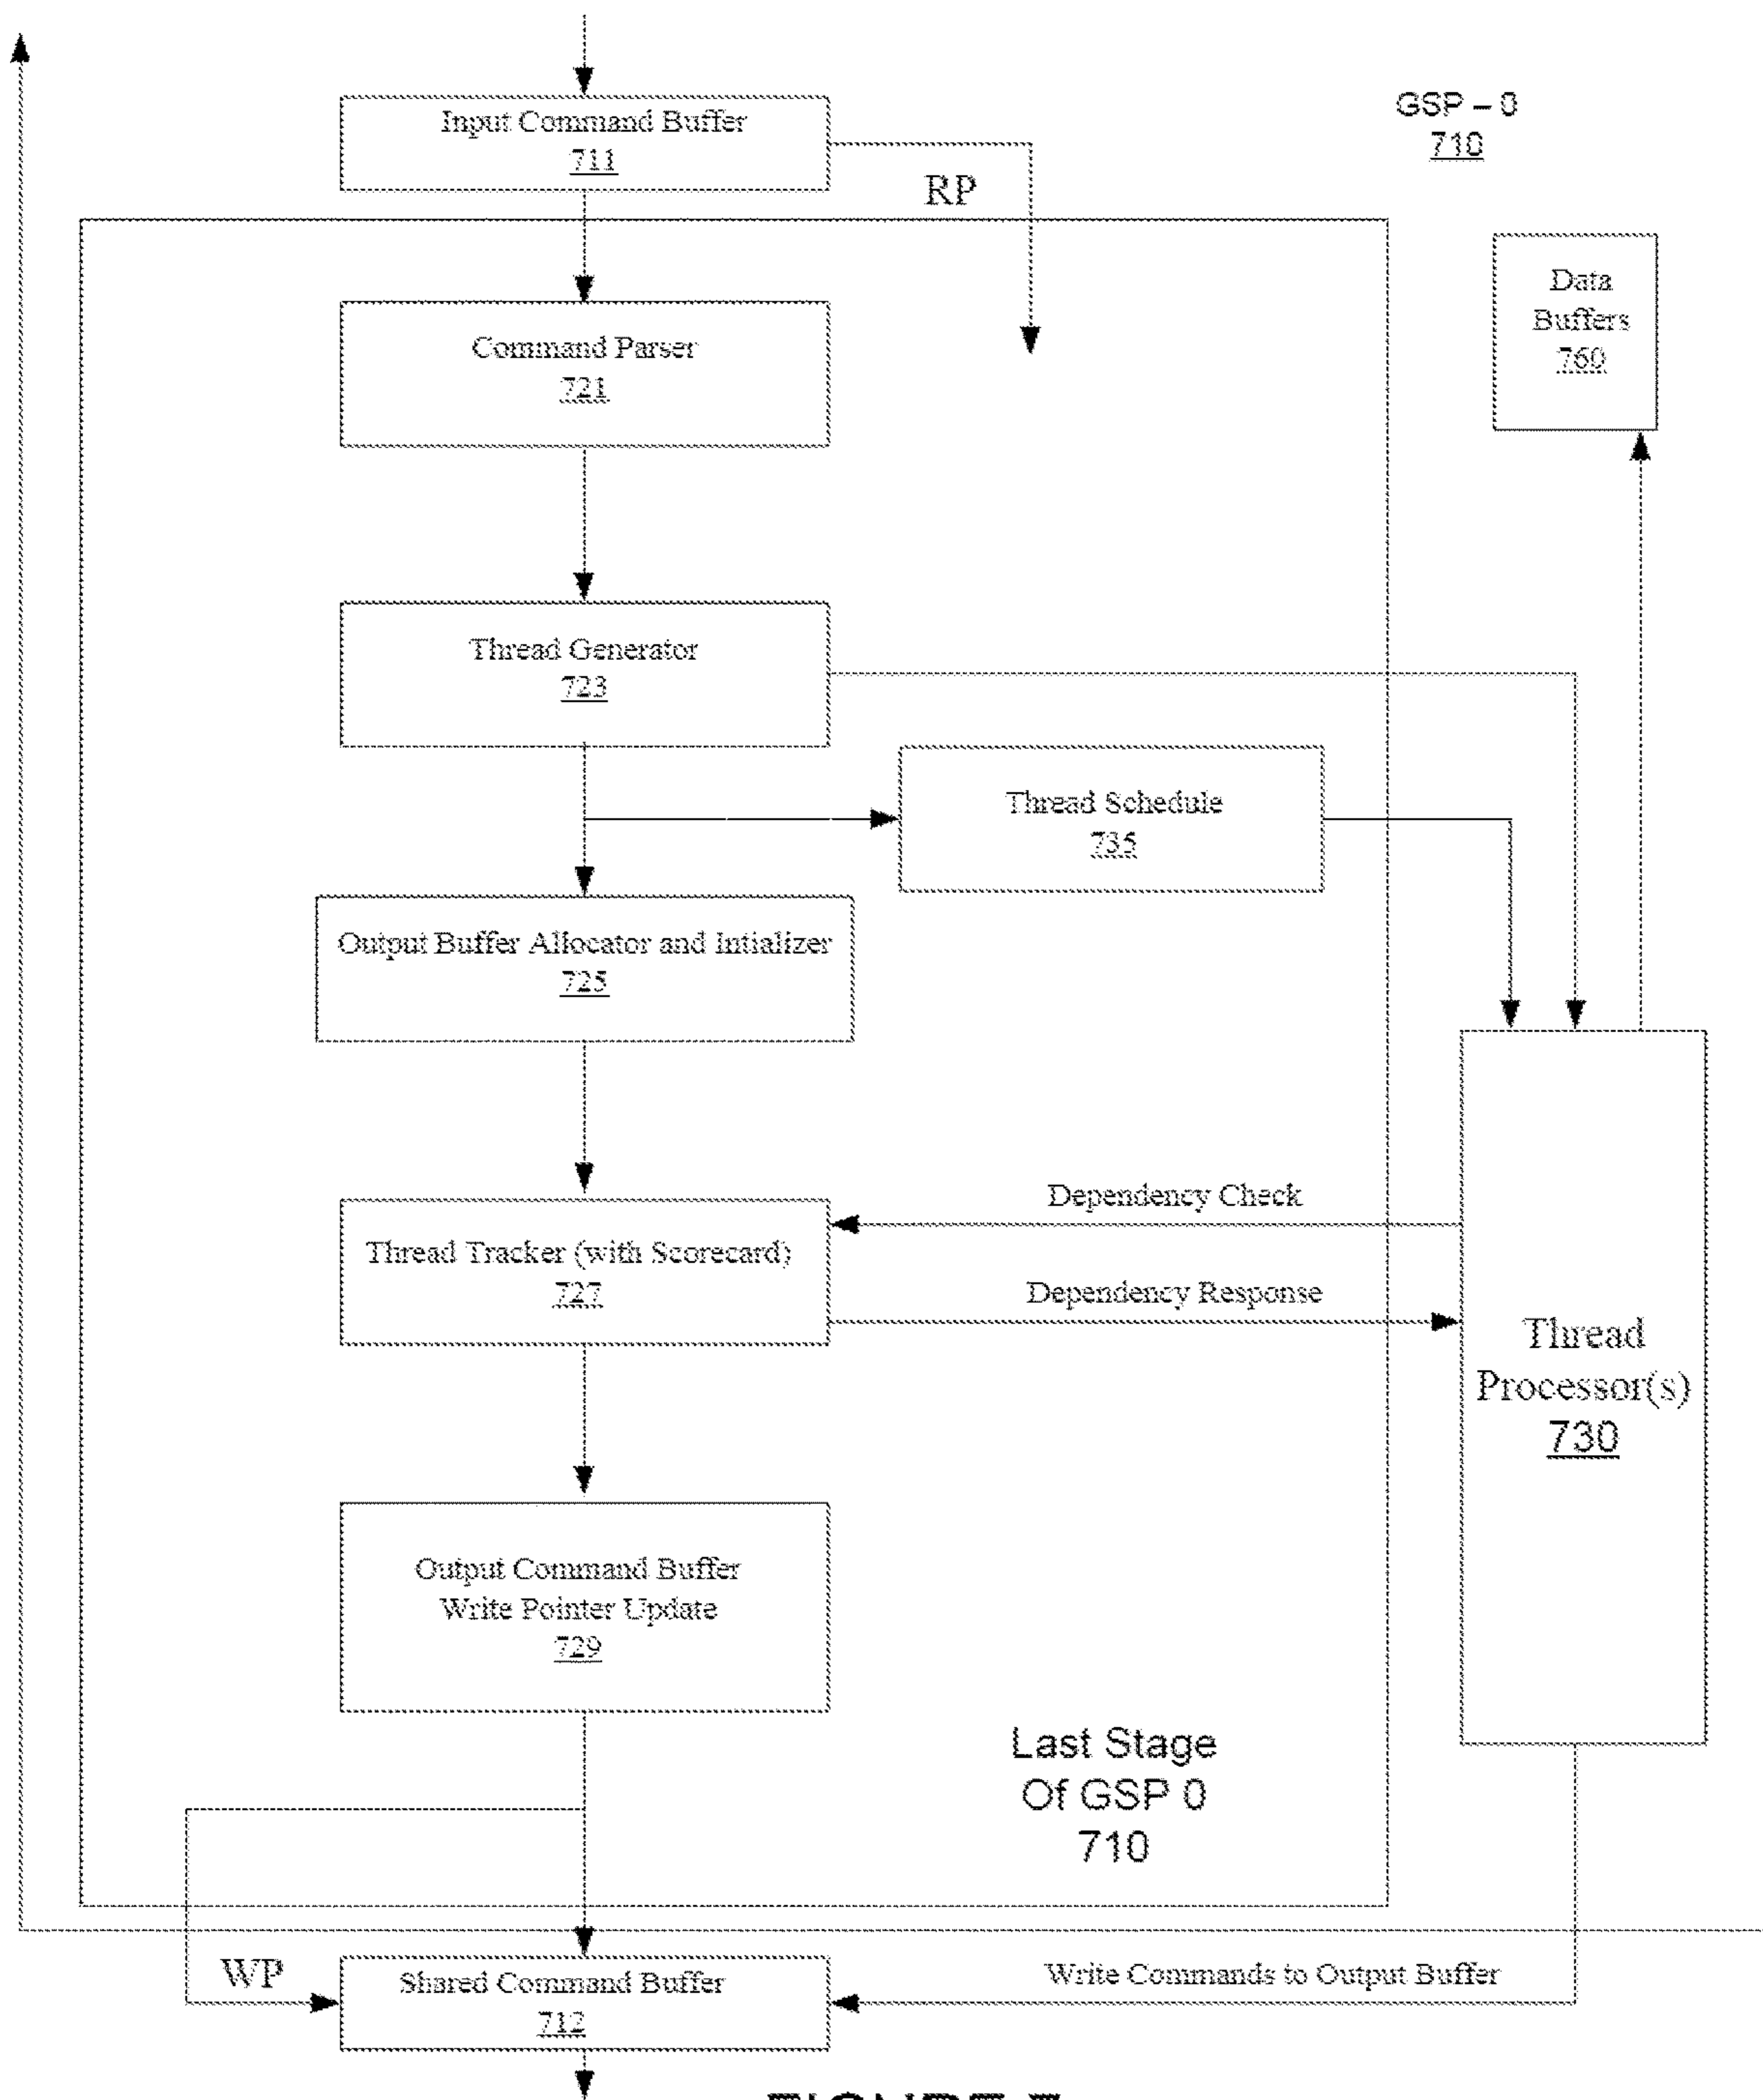 Input Command Buffer
711
GSP – 0
710
RP
Data
Buffers
760
Command Parser
721
Thread Generator
723
Thread Schedule
735
Output Buffer Allocator and Intializer
725
Dependency Check
Thread Tracker (with Scorecard)
727
Dependency Response
Thread
Processor(s)
730
Output Command Buffer
Write Pointer Update
729
Last Stage
Of GSP 0
710
WP
Shared Command Buffer
712
Write Commands to Output Buffer